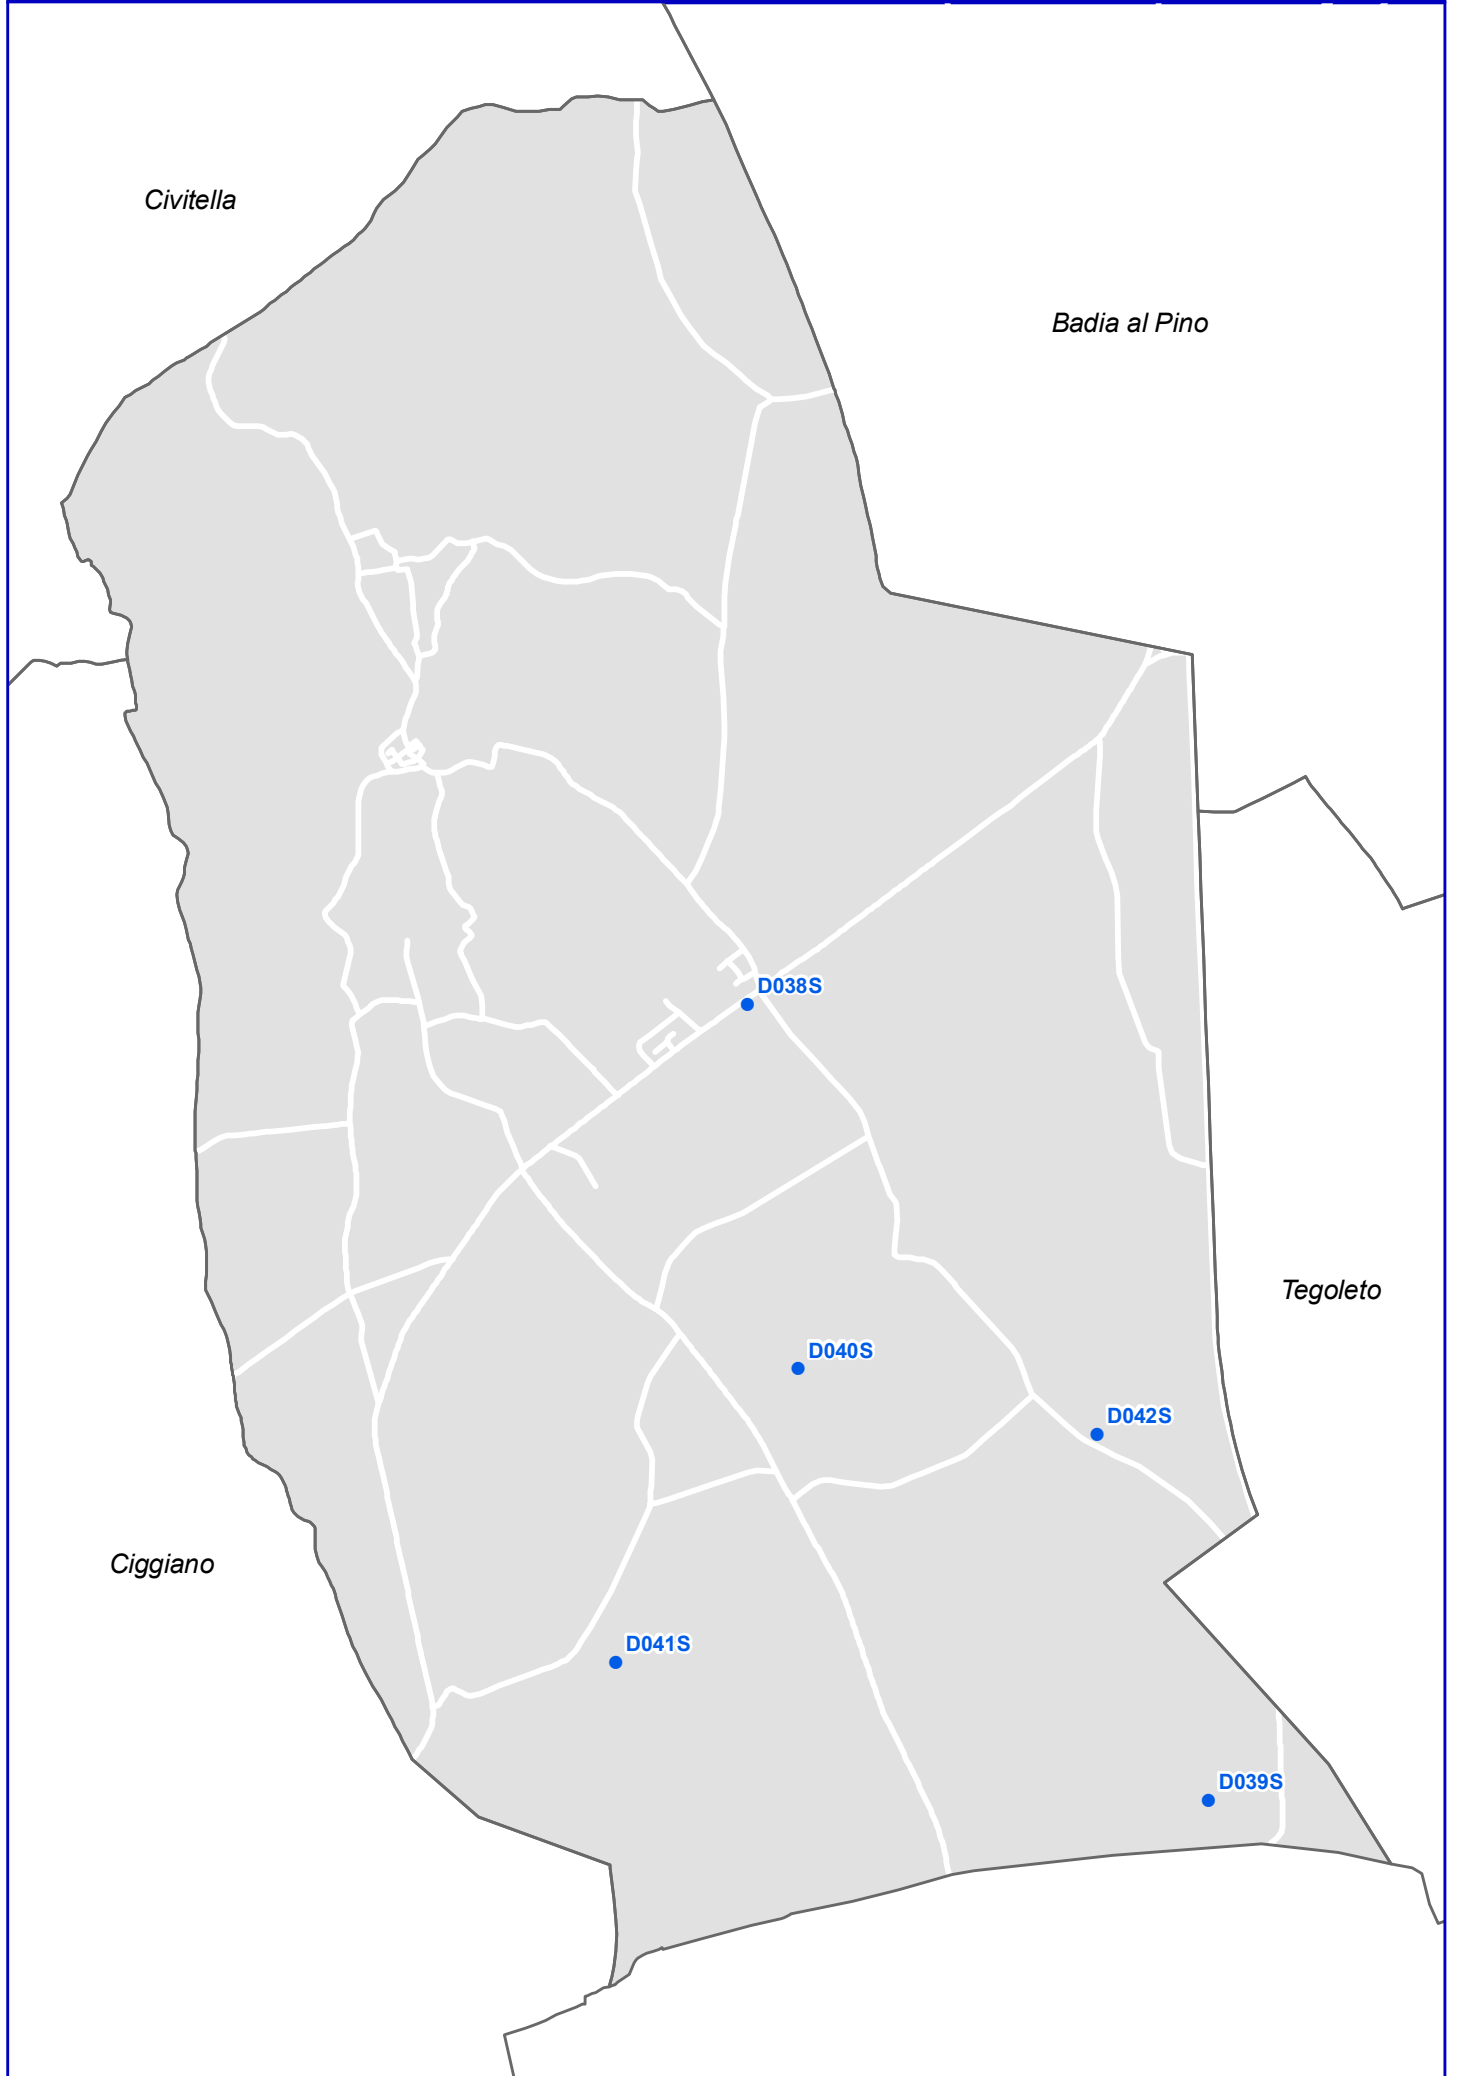 Civitella
Badia al Pino
D038S
Tegoleto
D040S
D042S
Ciggiano
D041S
D039S